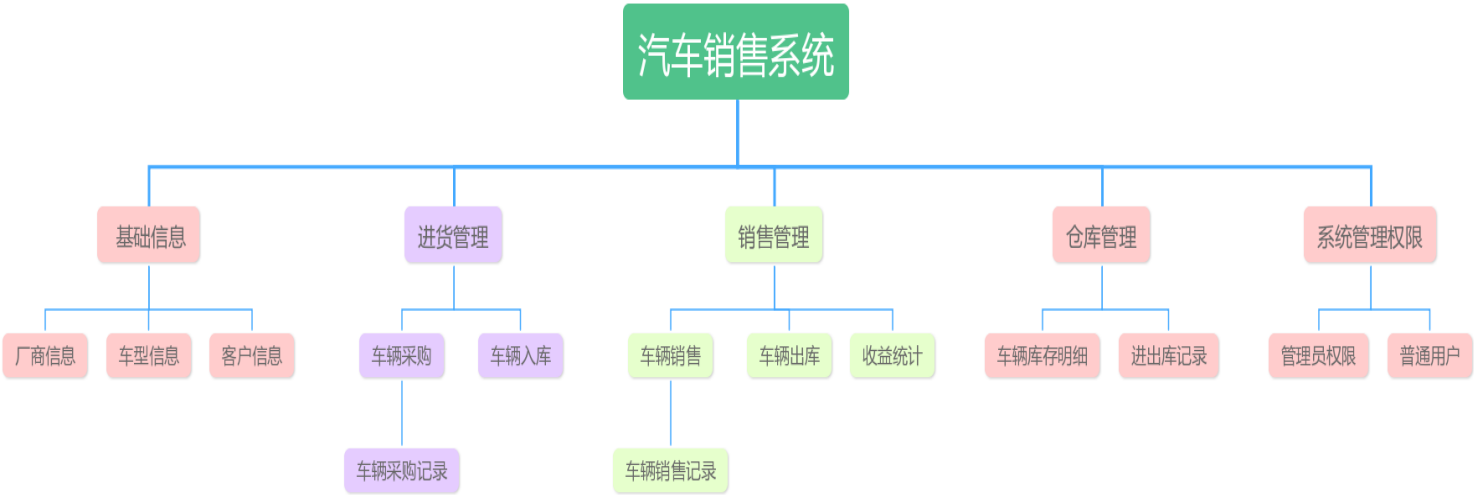 汽车销售系统
基础信息
进货管理
销售管理
仓库管理
系统管理权限
厂商信息
车型信息
客户信息
车辆采购
车辆入库
车辆销售
车辆出库
收益统计
车辆库存明细
进出库记录
管理员权限
普通用户
车辆采购记录
车辆销售记录